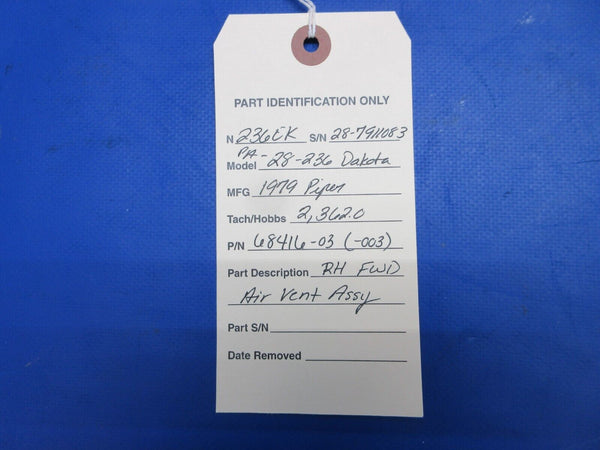 PART IDENTIFICATION ONLY
N 236EK S/N 28-7911083
Model PA-28-236 Dakota
MFG 1979 Piper
Tach/Hobbs 2,362.0
P/N 68416-03 (-003)
Part Description RH FWD
Air Vent Assy
Part S/N
Date Removed